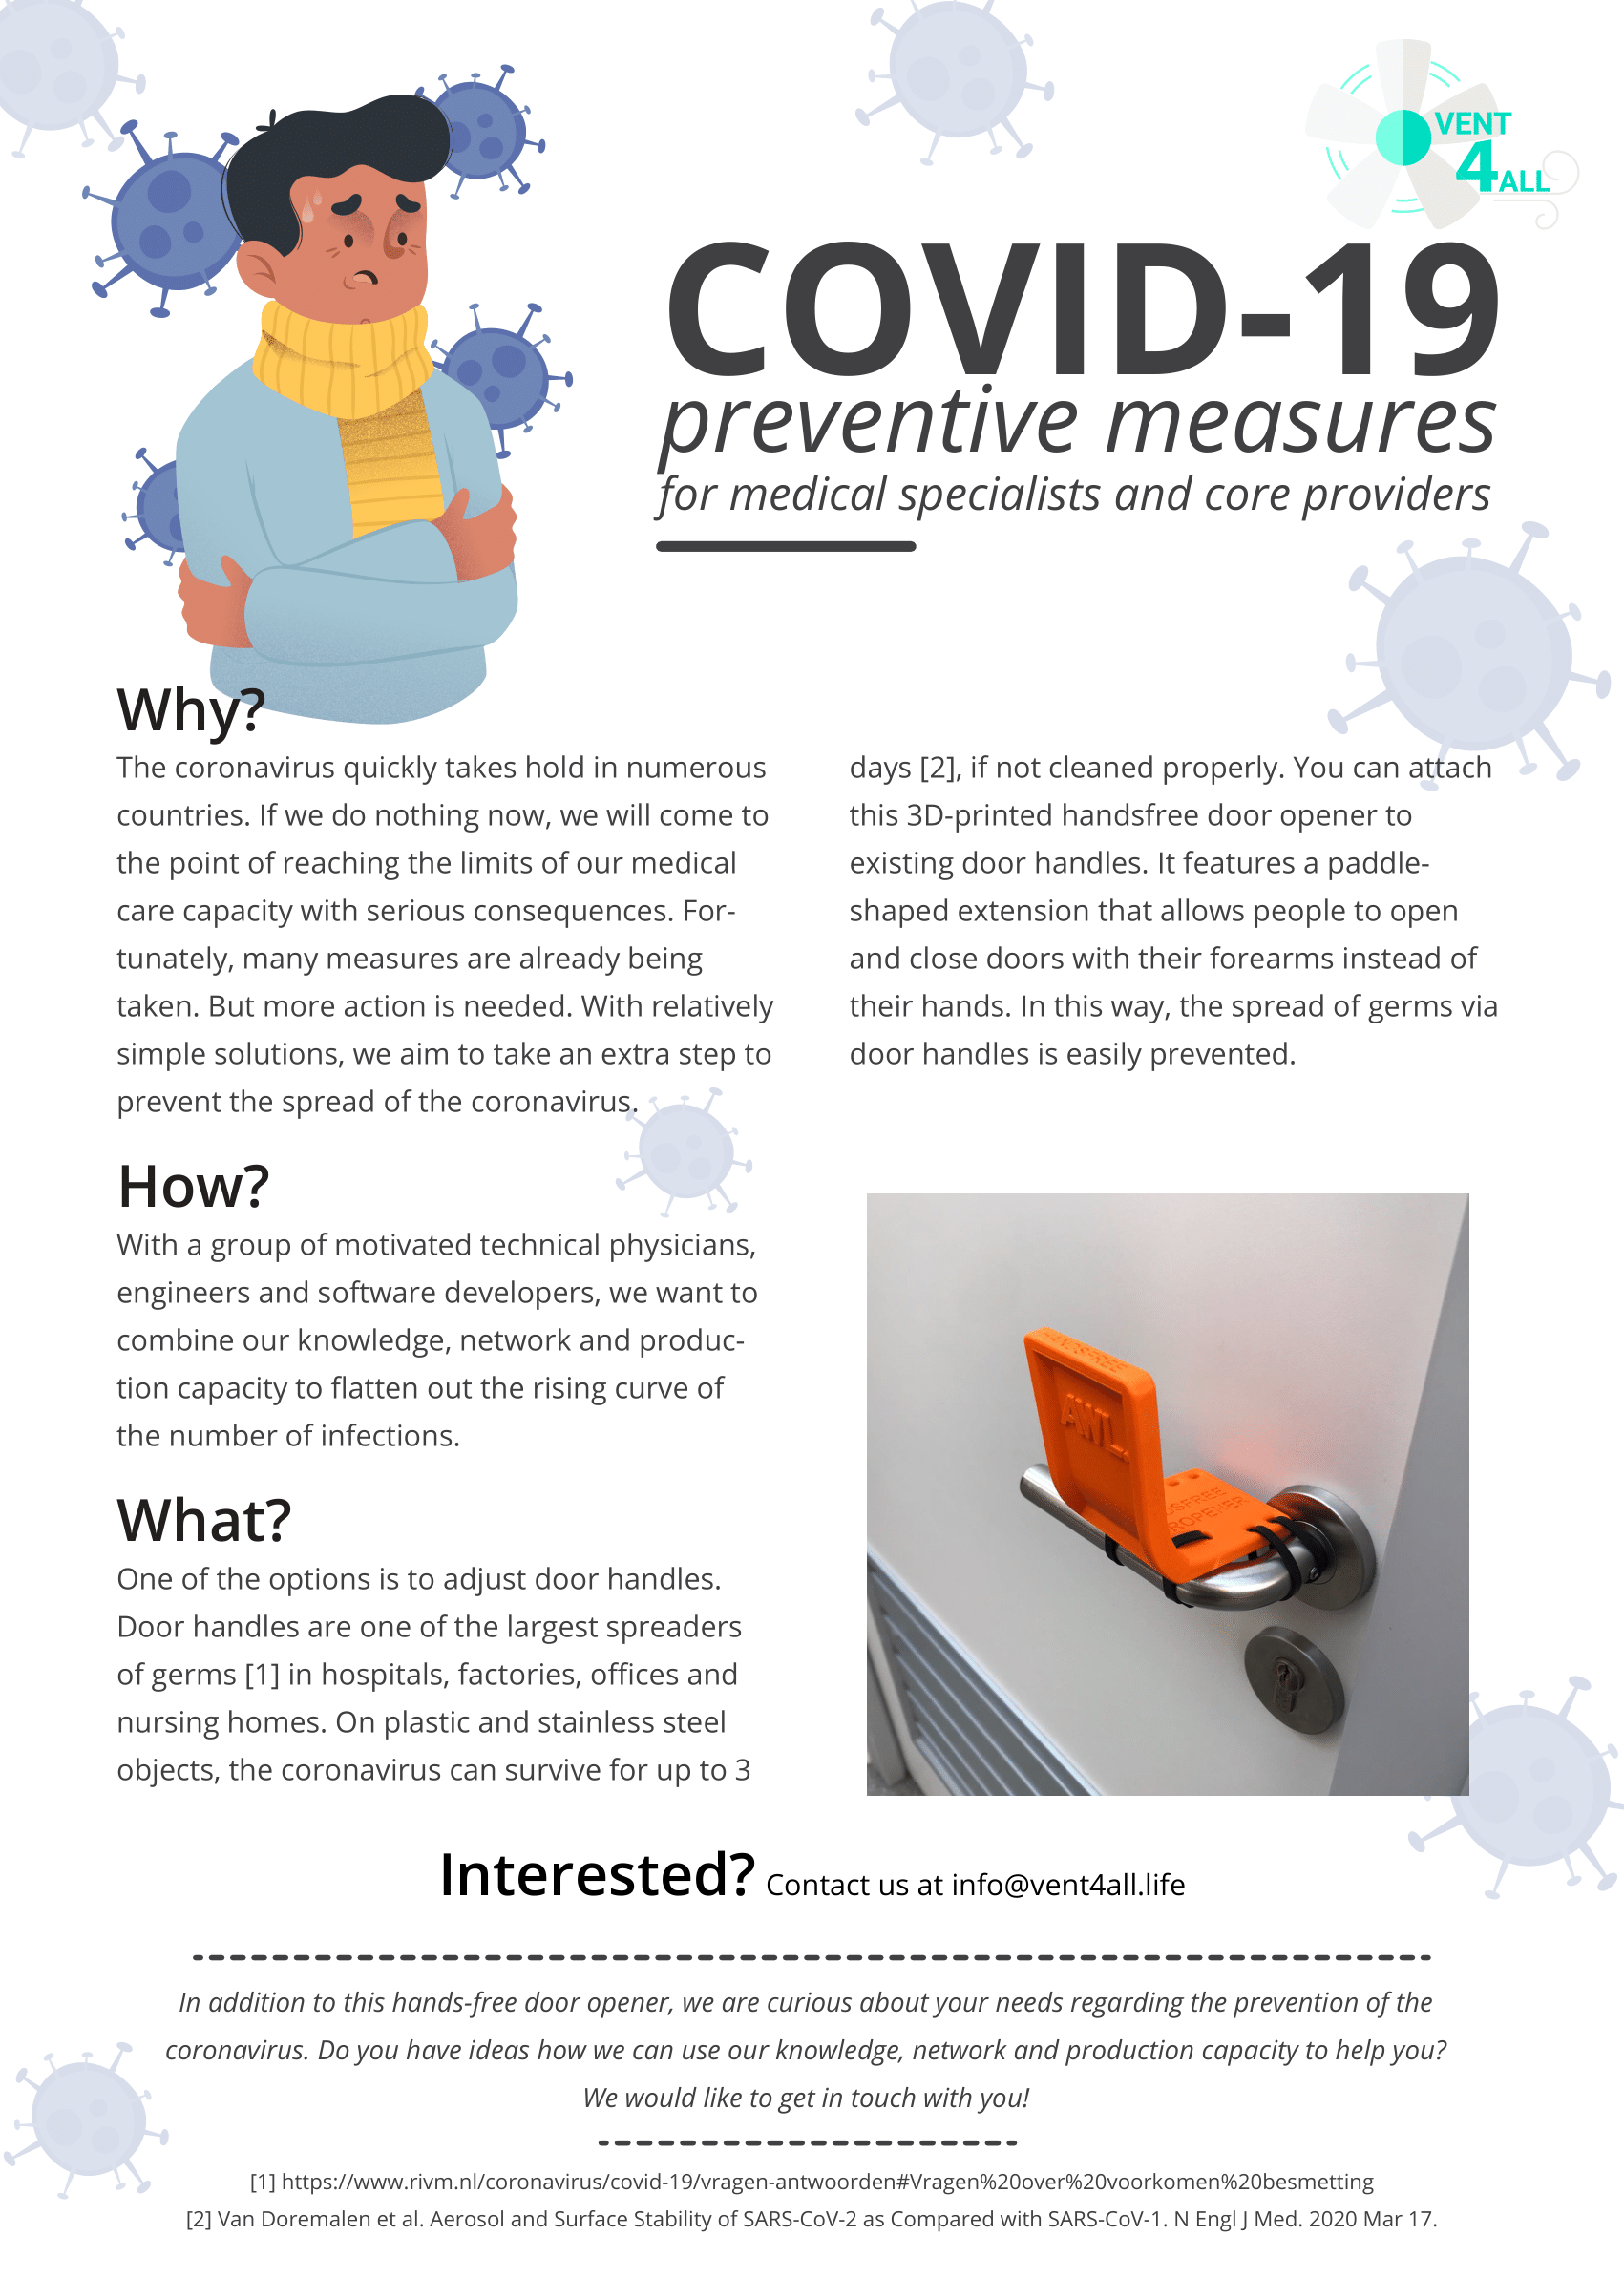 VENT
4ALL
COVID-19
preventive measures
for medical specialists and core providers
Why?
The coronavirus quickly takes hold in numerous
countries. If we do nothing now, we will come to
the point of reaching the limits of our medical
care capacity with serious consequences. For-
tunately, many measures are already being
taken. But more action is needed. With relatively
simple solutions, we aim to take an extra step to
prevent the spread of the coronavirus.
How?
With a group of motivated technical physicians,
engineers and software developers, we want to
combine our knowledge, network and produc-
tion capacity to flatten out the rising curve of
the number of infections.
What?
One of the options is to adjust door handles.
Door handles are one of the largest spreaders
of germs [1] in hospitals, factories, offices and
nursing homes. On plastic and stainless steel
objects, the coronavirus can survive for up to 3
days [2], if not cleaned properly. You can attach
this 3D-printed handsfree door opener to
existing door handles. It features a paddle-
shaped extension that allows people to open
and close doors with their forearms instead of
their hands. In this way, the spread of germs via
door handles is easily prevented.
AWL
Interested? Contact us at info@vent4all.life
In addition to this hands-free door opener, we are curious about your needs regarding the prevention of the
coronavirus. Do you have ideas how we can use our knowledge, network and production capacity to help you?
We would like to get in touch with you!
[1] https://www.rivm.nl/coronavirus/covid-19/vragen-antwoorden#Vragen%20over%20voorkomen%20besmetting
[2] Van Doremalen et al. Aerosol and Surface Stability of SARS-CoV-2 as Compared with SARS-CoV-1. N Engl J Med. 2020 Mar 17.